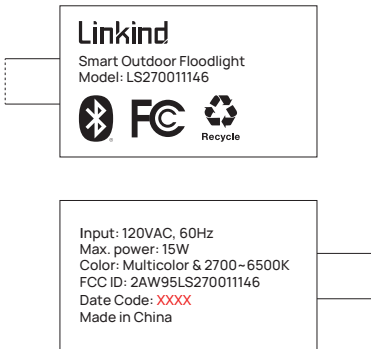 Linkind
Smart Outdoor Floodlight
Model: LS270011146
FC
Recycle
Input: 120VAC, 60Hz
Max. power: 15W
Color: Multicolor & 2700~6500K
FCC ID: 2AW95LS270011146
Date Code: XXXX
Made in China